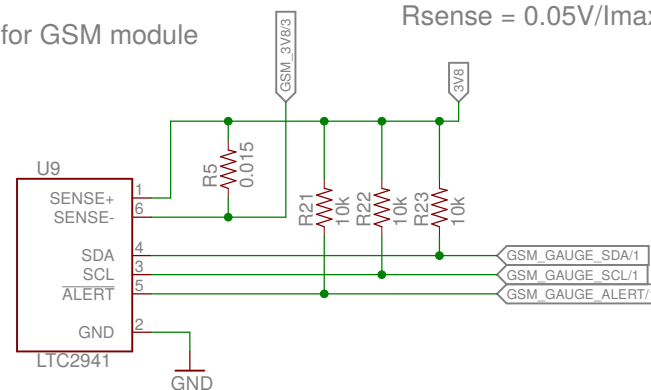 for GSM module
Rsense = 0.05V/Imax
GSM_3V8/3
3V8
U9
R5
0.015
R21
10k
R22
10k
R23
10k
SENSE+ 1
SENSE- 6
SDA 4
SCL 3
ALERT 5
GND 2
LTC2941
GND
GSM_GAUGE_SDA/1
GSM_GAUGE_SCL/1
GSM_GAUGE_ALERT/